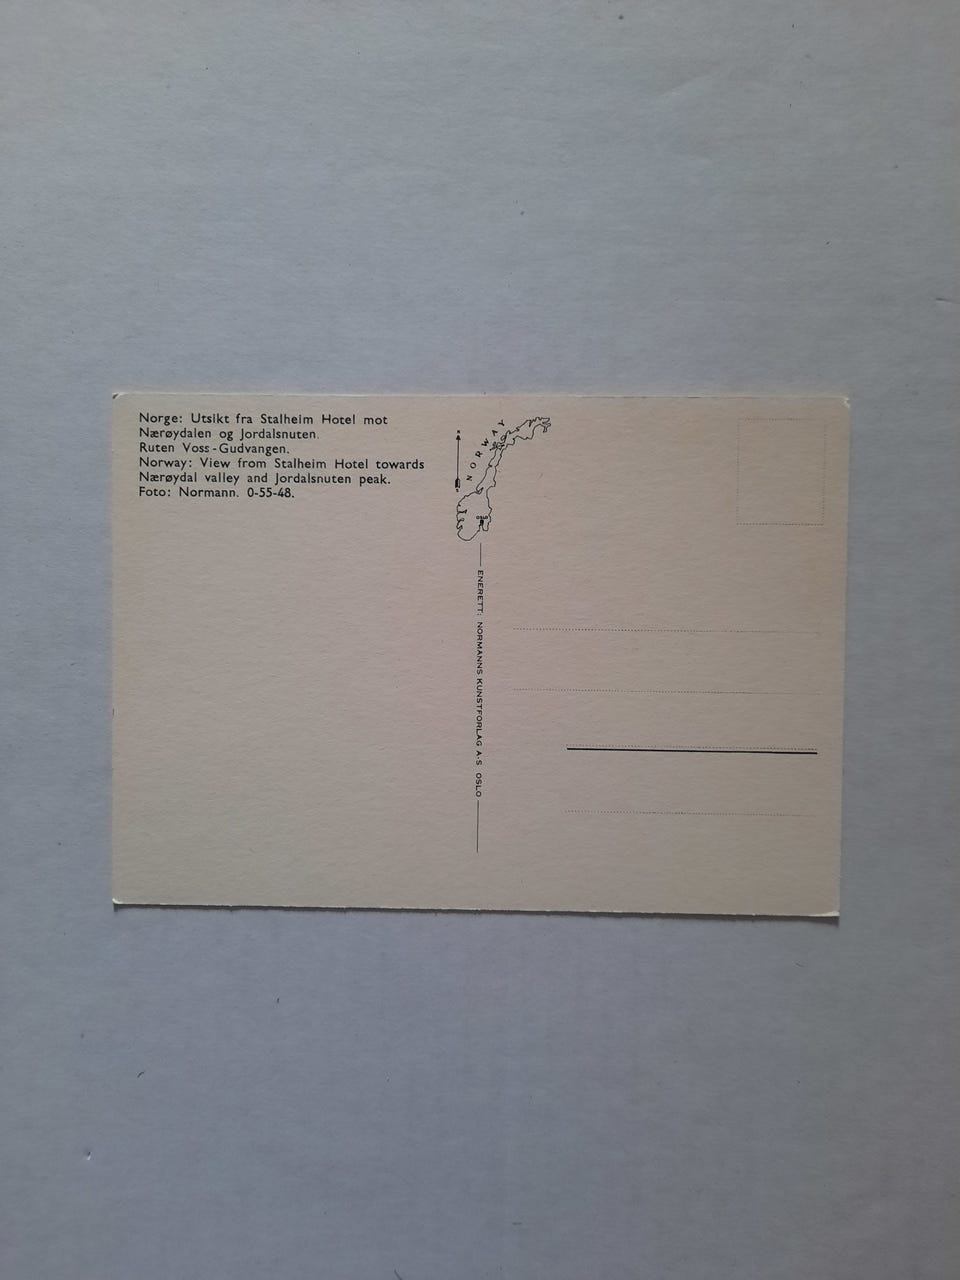 Norge: Utsikt fra Stalheim Hotel mot
Nærøydalen og Jordalsnuten.
Ruten Voss-Gudvangen.
Norway: View from Stalheim Hotel towards
Nærøydal valley and Jordalsnuten peak.
Foto: Normann. 0-55-48.
NORWAY
OSLO
ENERETT: NORMANNS KUNSTFORLAG A·S OSLO